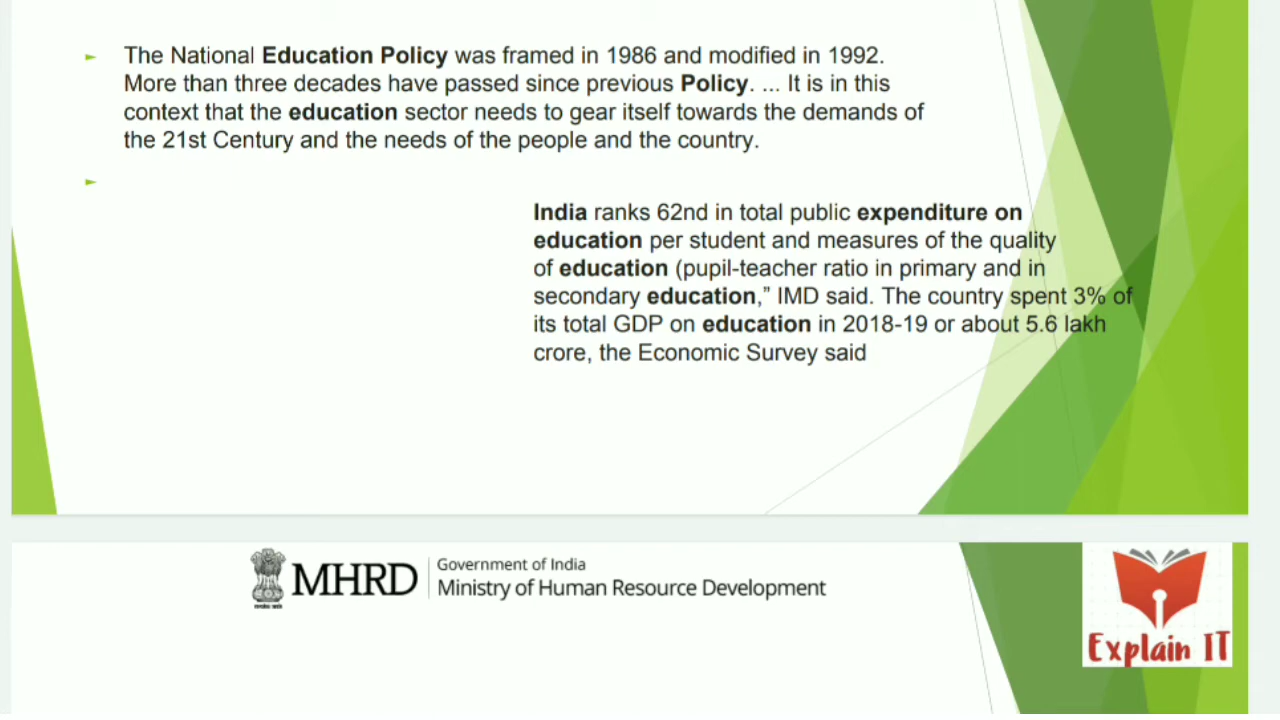 The National Education Policy was framed in 1986 and modified in 1992.
More than three decades have passed since previous Policy. ... It is in this
context that the education sector needs to gear itself towards the demands of
the 21st Century and the needs of the people and the country.
India ranks 62nd in total public expenditure on
education per student and measures of the quality
of education (pupil-teacher ratio in primary and in
secondary education,” IMD said. The country spent 3% of
its total GDP on education in 2018-19 or about 5.6 lakh
crore, the Economic Survey said
MHRD
Government of India
Ministry of Human Resource Development
Explain IT